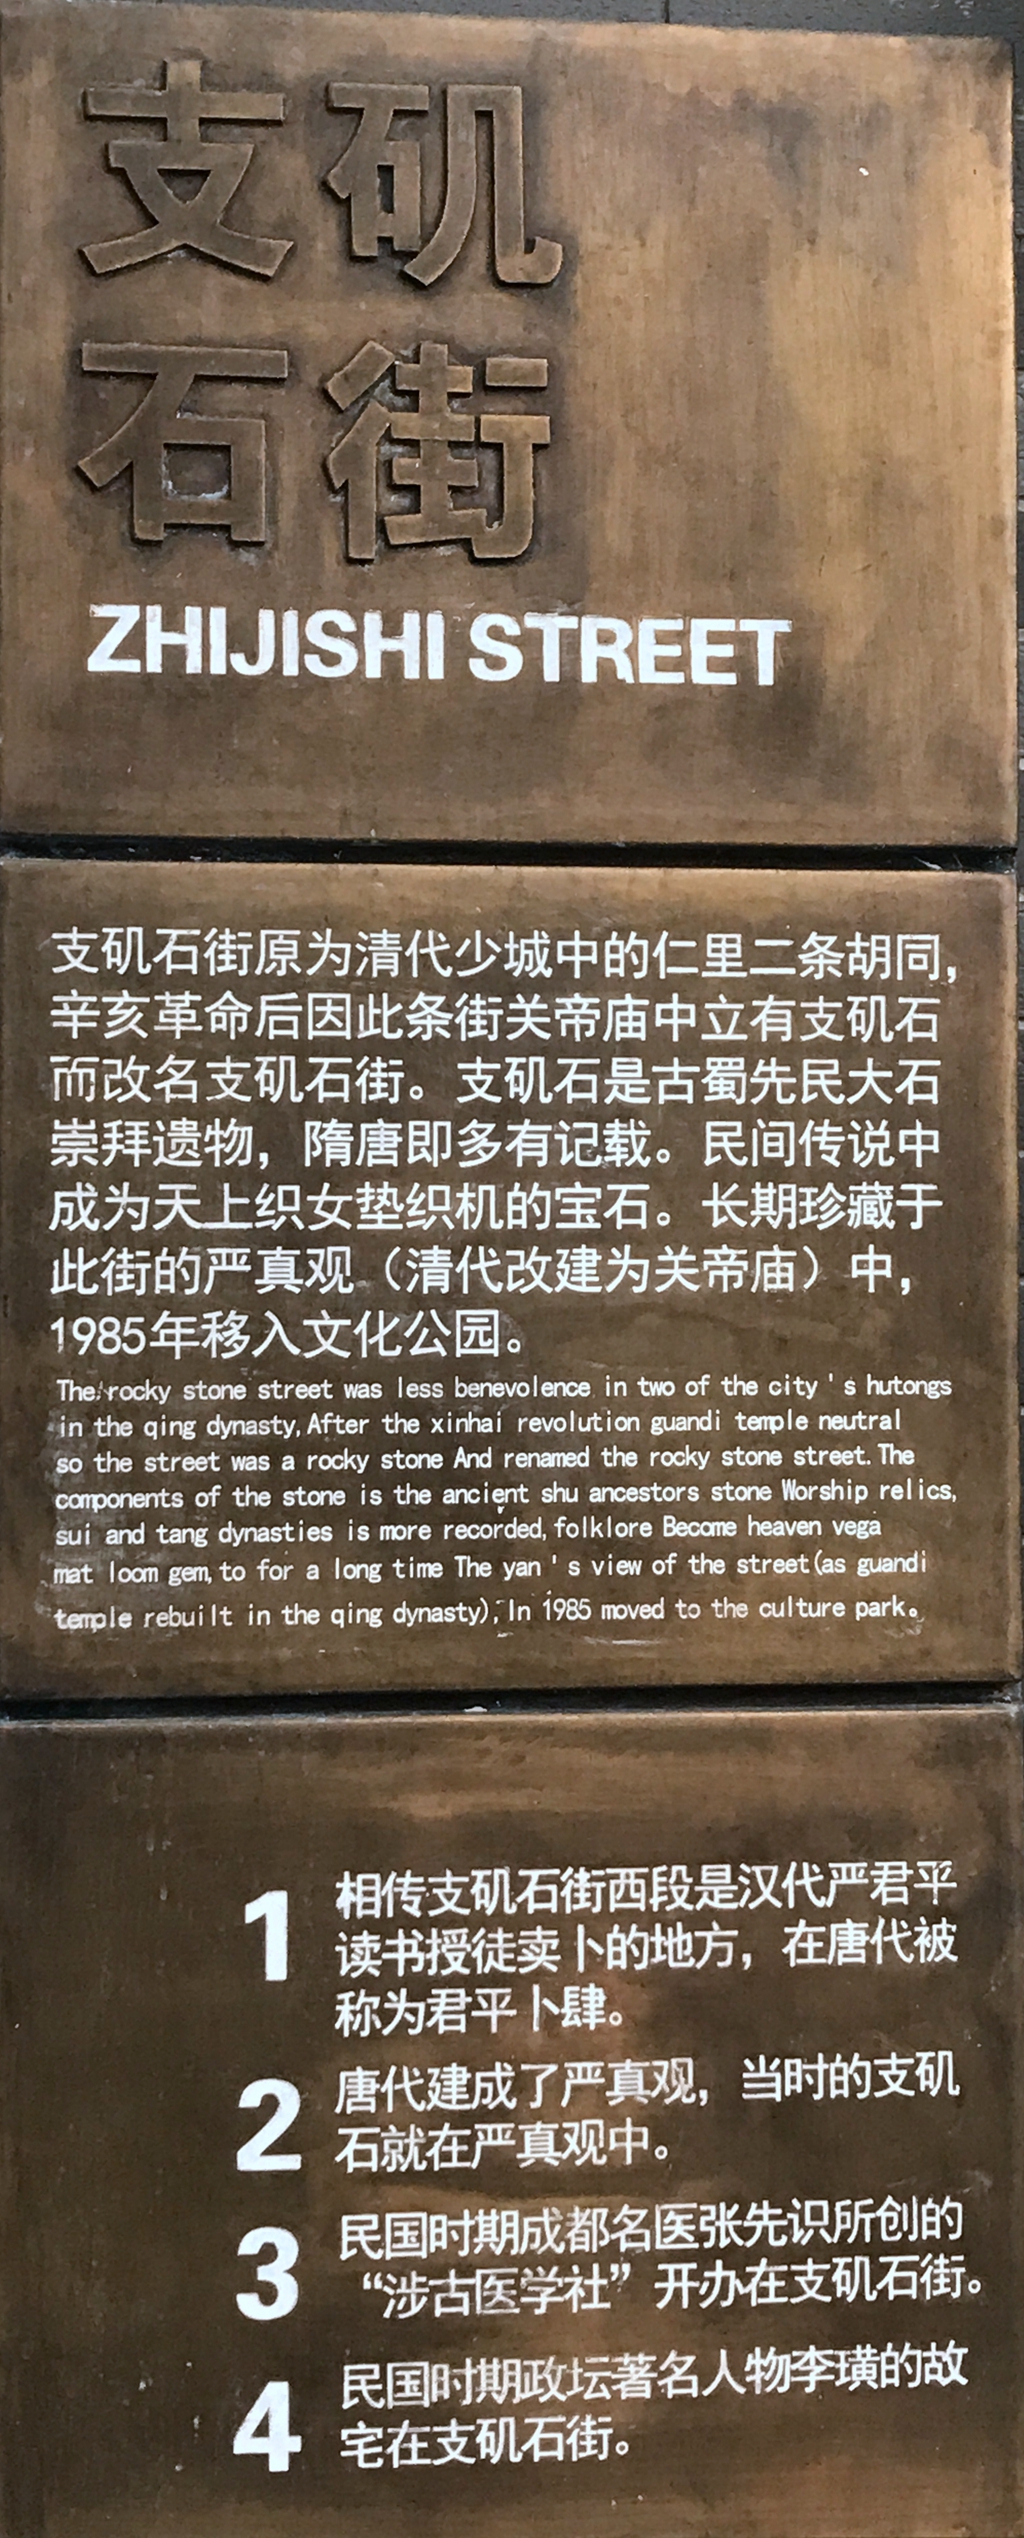 支矶
石街
ZHIJISHI STREET
支矶石街原为清代少城中的仁里二条胡同，
辛亥革命后因此条街关帝庙中立有支矶石
而改名支矶石街。支矶石是古蜀先民大石
崇拜遗物，隋唐即多有记载。民间传说中
成为天上织女垫织机的宝石。长期珍藏于
此街的严真观（清代改建为关帝庙）中，
1985年移入文化公园。
The rocky stone street was less benevolence in two of the city ' s hutongs
in the qing dynasty, After the xinhai revolution guandi temple neutral
so the street was a rocky stone And renamed the rocky stone street. The
components of the stone is the ancient shu ancestors stone Worship relics,
sui and tang dynasties is more recorded, folklore Become heaven vega
mat loom gem, to for a long time The yan ' s view of the street(as guandi
temple rebuilt in the qing dynasty), In 1985 moved to the culture park。
1 相传支矶石街西段是汉代严君平
读书授徒卖卜的地方，在唐代被
称为君平卜肆。
2 唐代建成了严真观，当时的支矶
石就在严真观中。
3 民国时期成都名医张先识所创的
“涉古医学社”开办在支矶石街。
4 民国时期政坛著名人物李璜的故
宅在支矶石街。